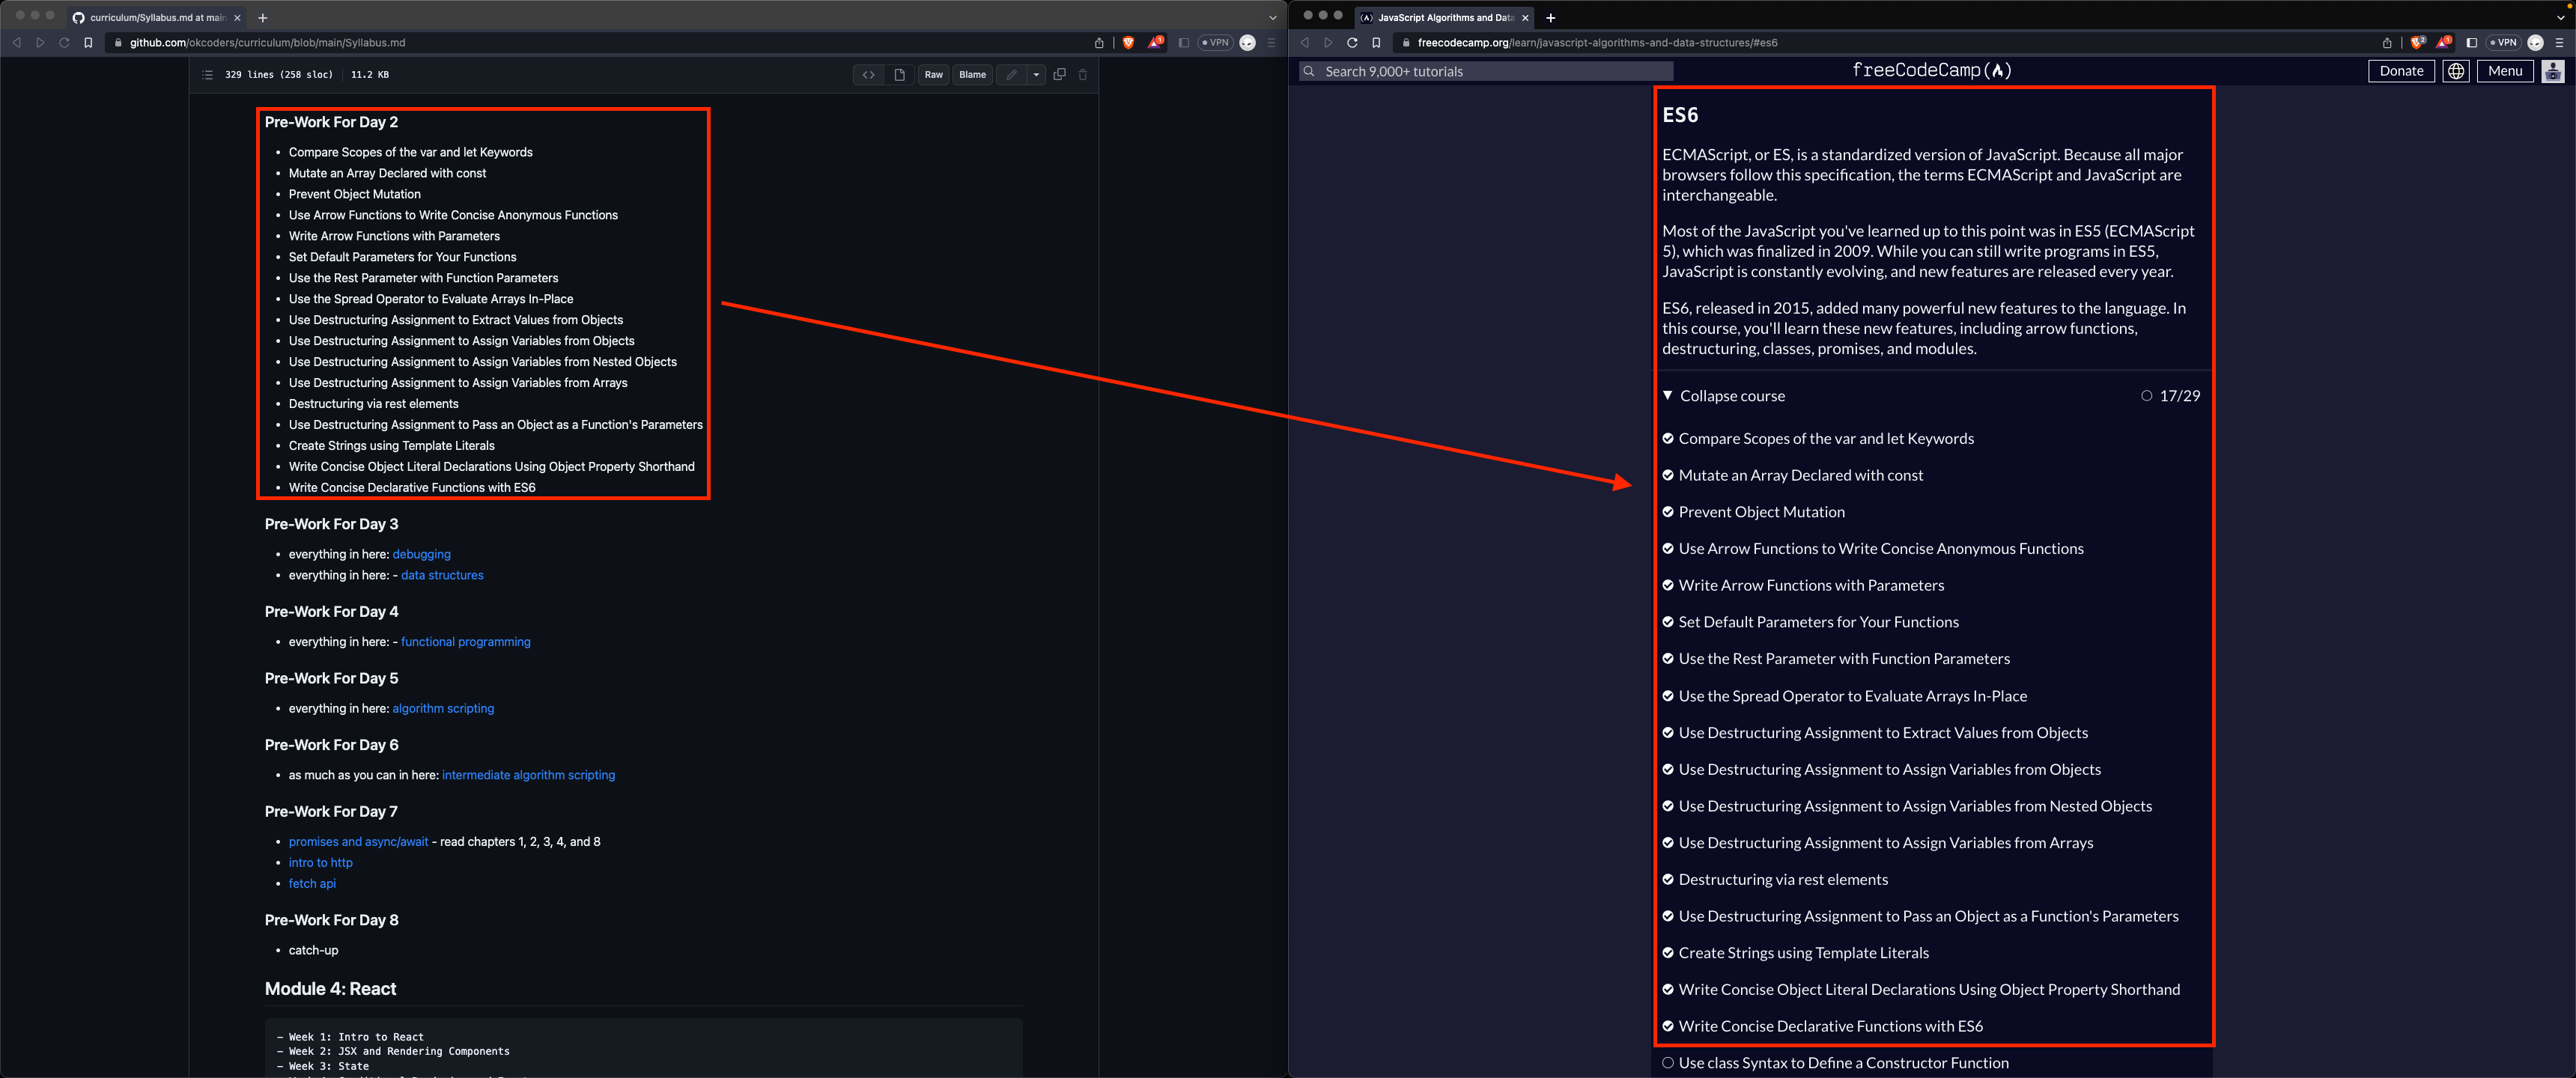 curriculum/Syllabus.md at main
github.com/okcoders/curriculum/blob/main/Syllabus.md
1
VPN
329 lines (258 sloc)
11.2 KB
Raw
Blame
Pre-Work For Day 2
Compare Scopes of the var and let Keywords
Mutate an Array Declared with const
Prevent Object Mutation
Use Arrow Functions to Write Concise Anonymous Functions
Write Arrow Functions with Parameters
Set Default Parameters for Your Functions
Use the Rest Parameter with Function Parameters
Use the Spread Operator to Evaluate Arrays In-Place
Use Destructuring Assignment to Extract Values from Objects
Use Destructuring Assignment to Assign Variables from Objects
Use Destructuring Assignment to Assign Variables from Nested Objects
Use Destructuring Assignment to Assign Variables from Arrays
Destructuring via rest elements
Use Destructuring Assignment to Pass an Object as a Function's Parameters
Create Strings using Template Literals
Write Concise Object Literal Declarations Using Object Property Shorthand
Write Concise Declarative Functions with ES6
Pre-Work For Day 3
everything in here: debugging
everything in here: - data structures
Pre-Work For Day 4
everything in here: - functional programming
Pre-Work For Day 5
everything in here: algorithm scripting
Pre-Work For Day 6
as much as you can in here: intermediate algorithm scripting
Pre-Work For Day 7
promises and async/await - read chapters 1, 2, 3, 4, and 8
intro to http
fetch api
Pre-Work For Day 8
catch-up
Module 4: React
- Week 1: Intro to React
- Week 2: JSX and Rendering Components
- Week 3: State
JavaScript Algorithms and Data
freecodecamp.org/learn/javascript-algorithms-and-data-structures/#es6
2
1
VPN
Search 9,000+ tutorials
freeCodeCamp
Donate
Menu
ES6
ECMAScript, or ES, is a standardized version of JavaScript. Because all major
browsers follow this specification, the terms ECMAScript and JavaScript are
interchangeable.
Most of the JavaScript you've learned up to this point was in ES5 (ECMAScript
5), which was finalized in 2009. While you can still write programs in ES5,
JavaScript is constantly evolving, and new features are released every year.
ES6, released in 2015, added many powerful new features to the language. In
this course, you'll learn these new features, including arrow functions,
destructuring, classes, promises, and modules.
Collapse course
17/29
Compare Scopes of the var and let Keywords
Mutate an Array Declared with const
Prevent Object Mutation
Use Arrow Functions to Write Concise Anonymous Functions
Write Arrow Functions with Parameters
Set Default Parameters for Your Functions
Use the Rest Parameter with Function Parameters
Use the Spread Operator to Evaluate Arrays In-Place
Use Destructuring Assignment to Extract Values from Objects
Use Destructuring Assignment to Assign Variables from Objects
Use Destructuring Assignment to Assign Variables from Nested Objects
Use Destructuring Assignment to Assign Variables from Arrays
Destructuring via rest elements
Use Destructuring Assignment to Pass an Object as a Function's Parameters
Create Strings using Template Literals
Write Concise Object Literal Declarations Using Object Property Shorthand
Write Concise Declarative Functions with ES6
Use class Syntax to Define a Constructor Function